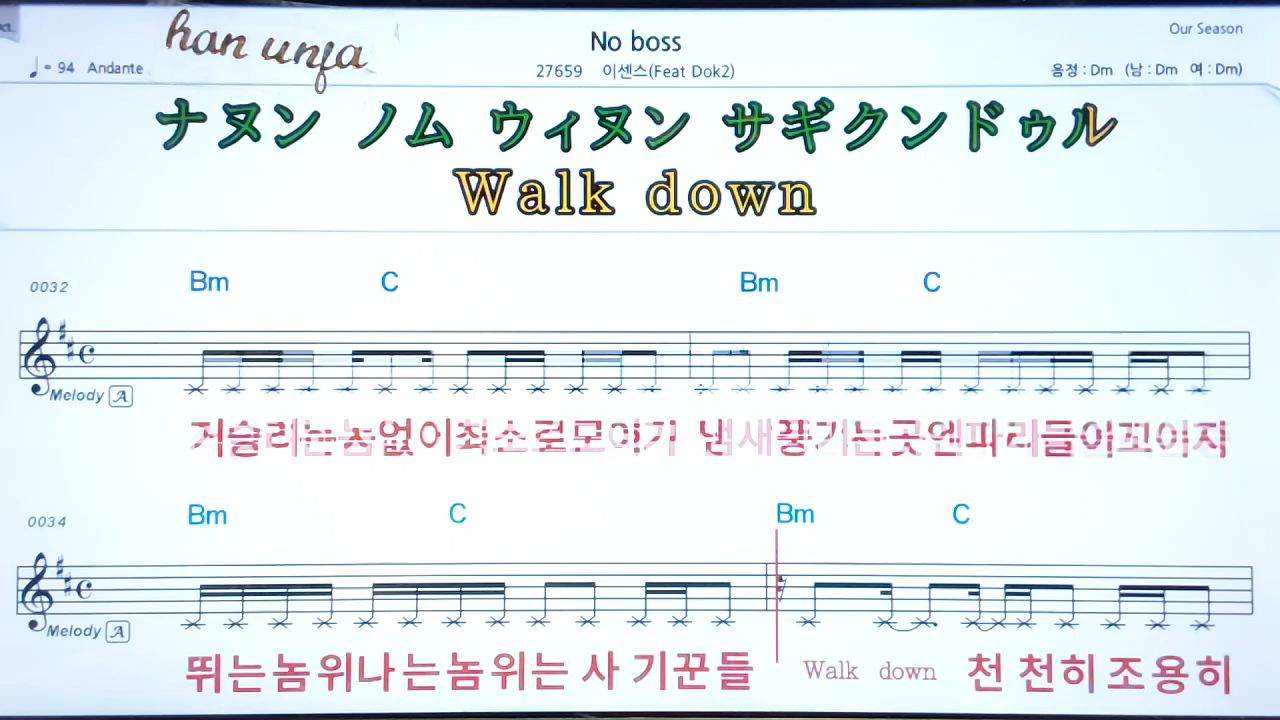 han unfa
No boss
Our Season
= 94 Andante
27659 이센스(Feat Dok2)
음정 : Dm (남 : Dm 여 : Dm)
ナヌン ノム ウィヌン サギクンドゥル
Walk down
0032
Bm C Bm C
Melody A
거슬리는놈없이최소로모이기 냄새풍기는곳엔파리들이꼬이지
0034
Bm C Bm C
Melody A
뛰는놈위나는놈위는 사 기꾼들 Walk down 천 천히 조용히